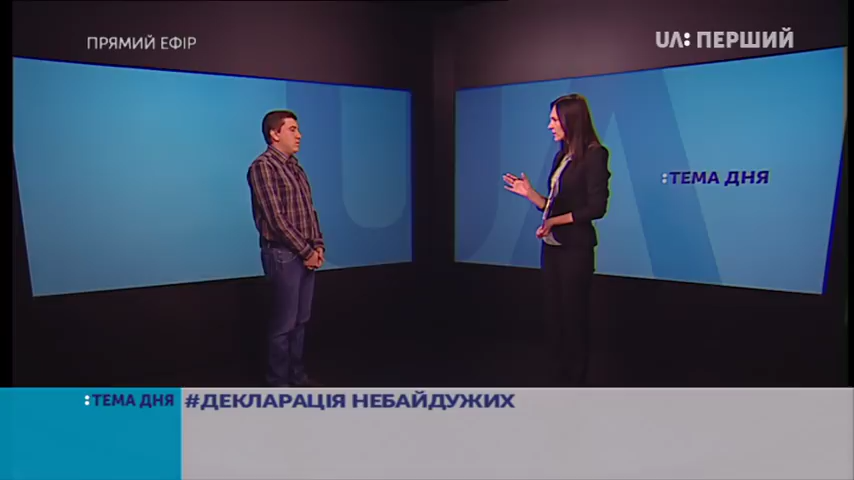 ПРЯМИЙ ЕФІР
UA: ПЕРШИЙ
:ТЕМА ДНЯ
:ТЕМА ДНЯ
#ДЕКЛАРАЦІЯ НЕБАЙДУЖИХ